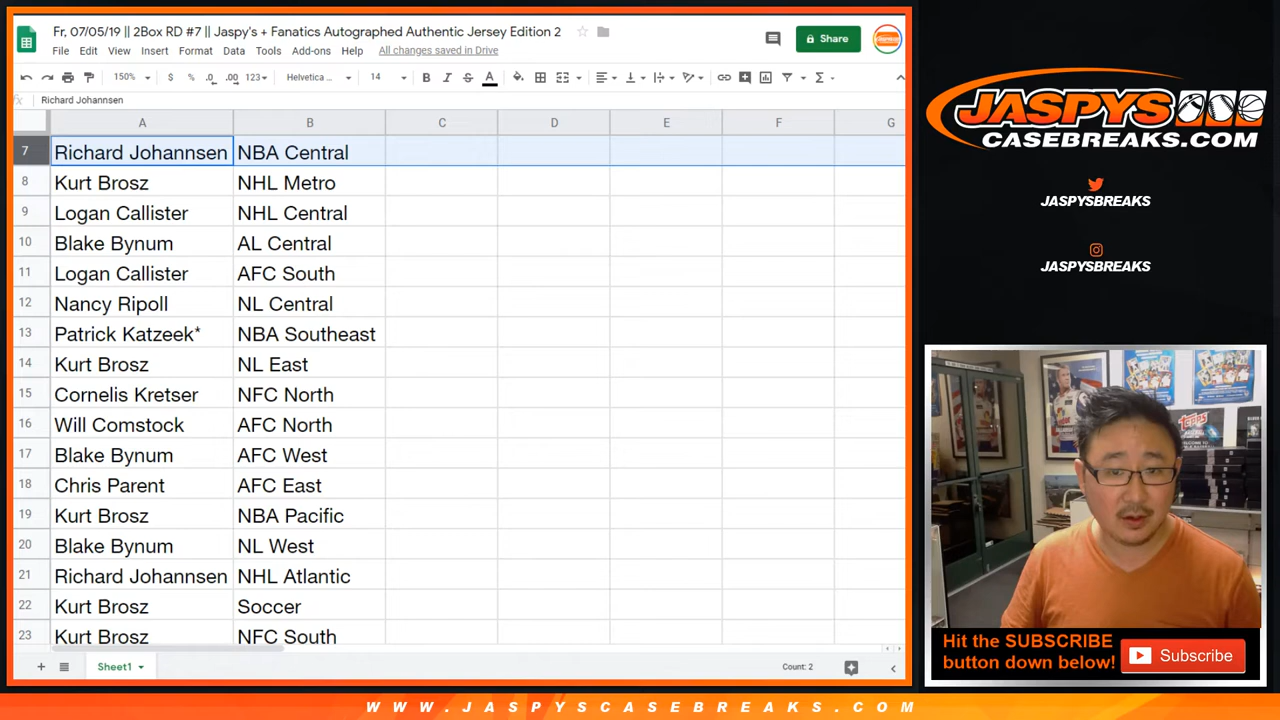 Fr, 07/05/19 || 2Box RD #7 || Jaspy's + Fanatics Autographed Authentic Jersey Edition 2
File Edit View Insert Format Data Tools Add-ons Help All changes saved in Drive
Share
150% $ % .0 .00 123 Helvetica ... 14 B I S A
fx Richard Johannsen
A B C D E F G
7 Richard Johannsen NBA Central
8 Kurt Brosz NHL Metro
9 Logan Callister NHL Central
10 Blake Bynum AL Central
11 Logan Callister AFC South
12 Nancy Ripoll NL Central
13 Patrick Katzeek* NBA Southeast
14 Kurt Brosz NL East
15 Cornelis Kretser NFC North
16 Will Comstock AFC North
17 Blake Bynum AFC West
18 Chris Parent AFC East
19 Kurt Brosz NBA Pacific
20 Blake Bynum NL West
21 Richard Johannsen NHL Atlantic
22 Kurt Brosz Soccer
23 Kurt Brosz NFC South
Sheet1
Count: 2
JASPYS
CASEBREAKS.COM
JASPYSBREAKS
JASPYSBREAKS
TOPPS
Hit the SUBSCRIBE
button down below!
Subscribe
WWW.JASPYSCASEBREAKS.COM